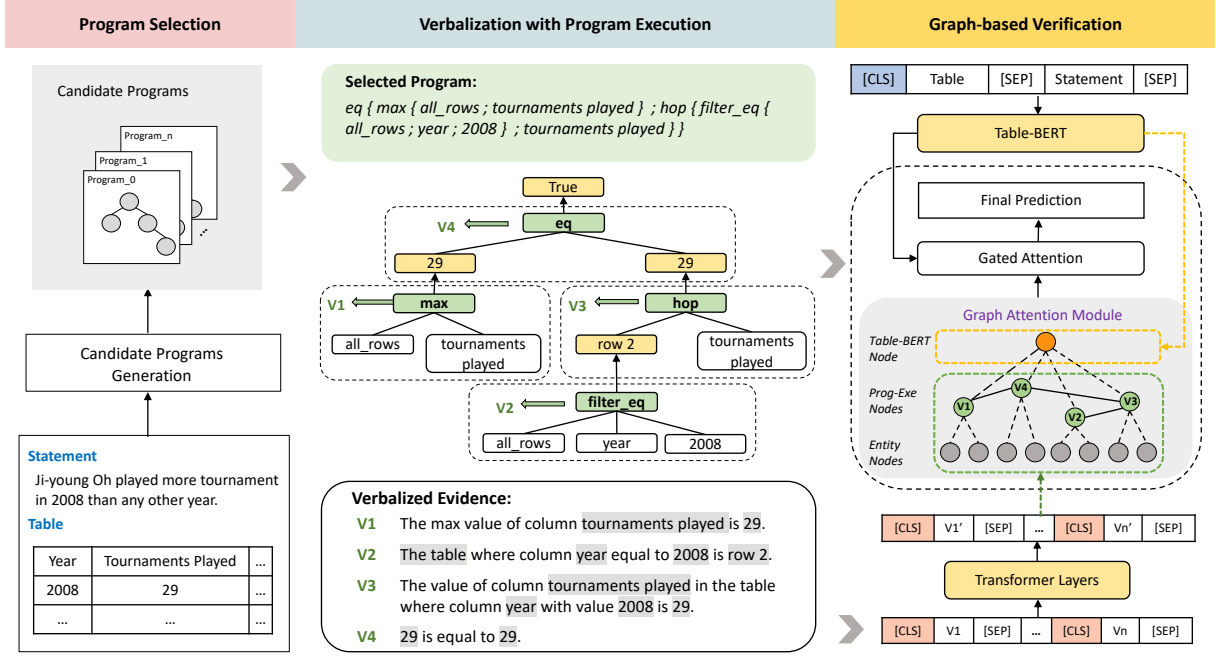 Program Selection
Verbalization with Program Execution
Graph-based Verification
Candidate Programs
Program_n
Program_1
Program_0
...
Candidate Programs
Generation
Statement
Ji-young Oh played more tournament
in 2008 than any other year.
Table
Year Tournaments Played ...
2008 29 ...
... ... ...
Selected Program:
eq { max { all_rows ; tournaments played } ; hop { filter_eq {
all_rows ; year ; 2008 } ; tournaments played } }
True
V4 eq
29 29
V1 max V3 hop
all_rows tournaments
played
row 2 tournaments
played
V2 filter_eq
all_rows year 2008
Verbalized Evidence:
V1 The max value of column tournaments played is 29.
V2 The table where column year equal to 2008 is row 2.
V3 The value of column tournaments played in the table
where column year with value 2008 is 29.
V4 29 is equal to 29.
[CLS] Table [SEP] Statement [SEP]
Table-BERT
Final Prediction
Gated Attention
Graph Attention Module
Table-BERT
Node
Prog-Exe
Nodes
V1 V4 V2 V3
Entity
Nodes
[CLS] V1' [SEP] ... [CLS] Vn' [SEP]
Transformer Layers
[CLS] V1 [SEP] ... [CLS] Vn [SEP]